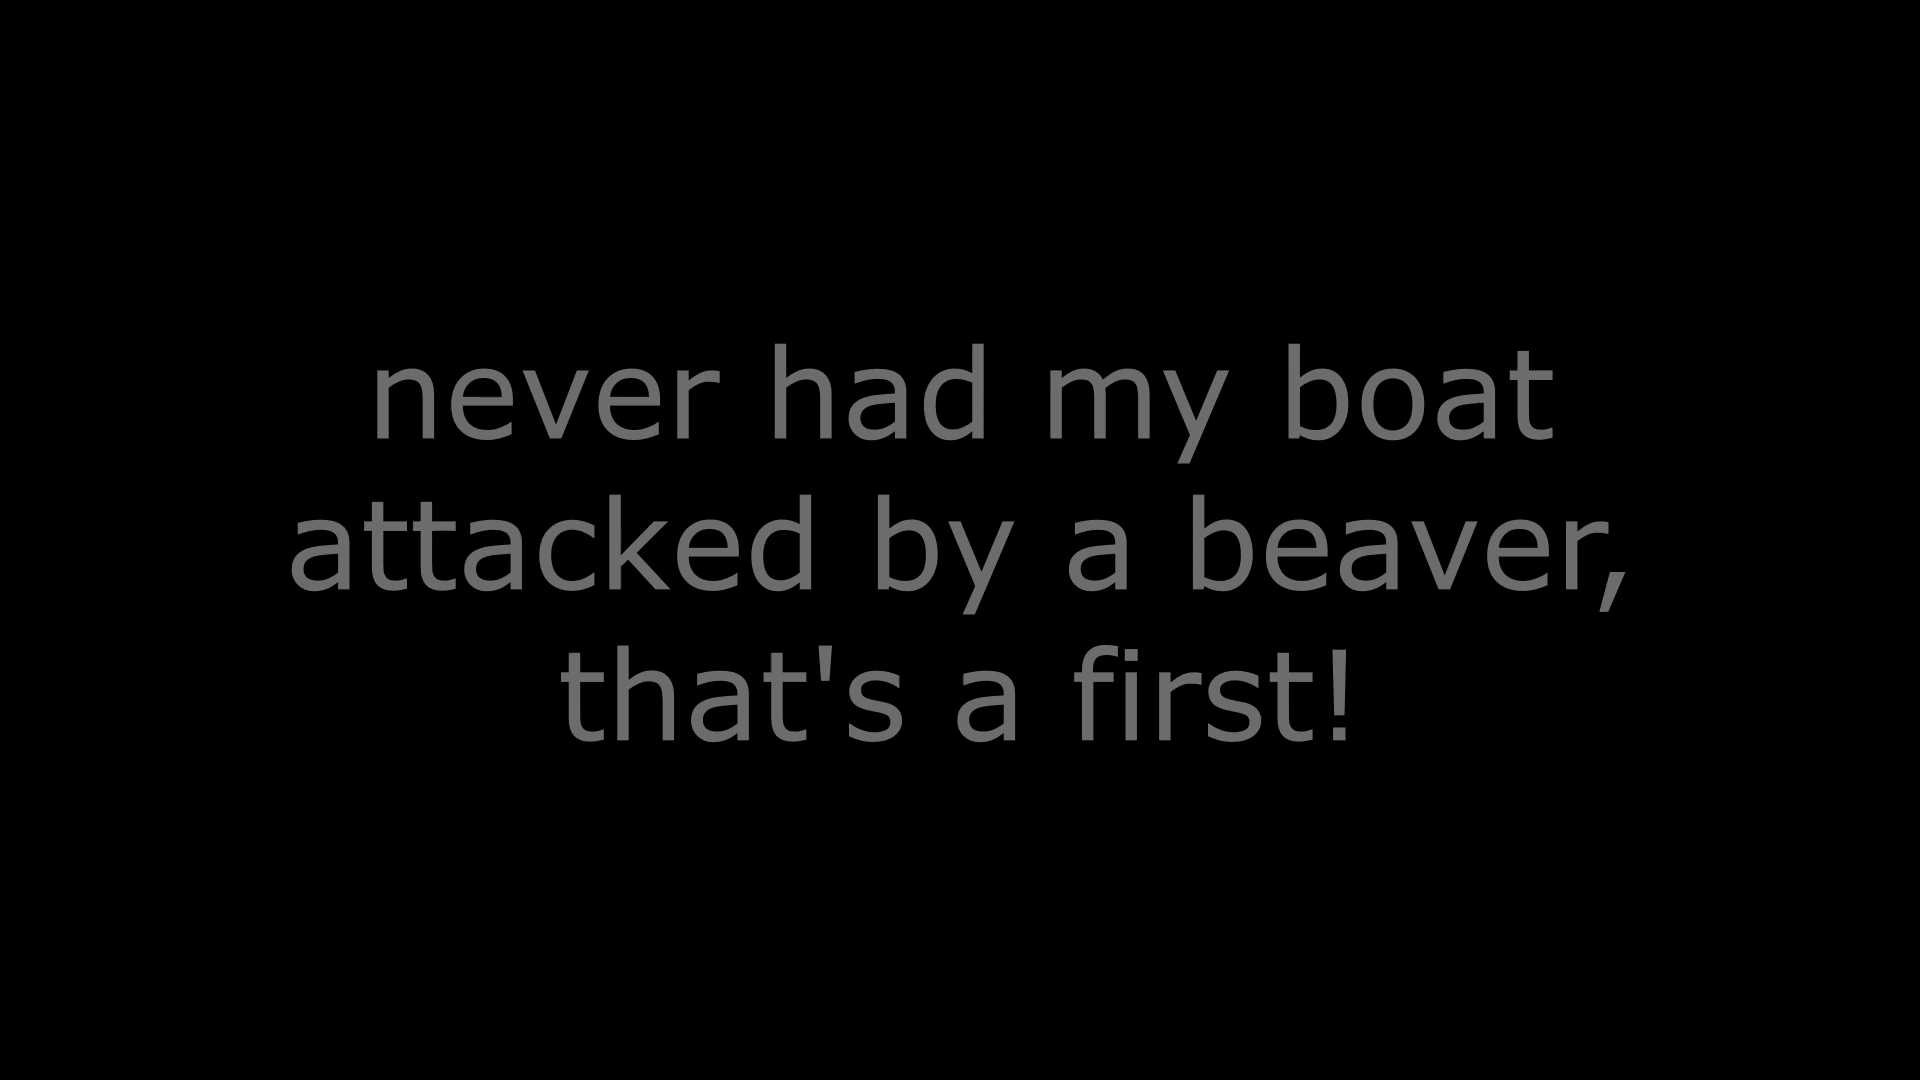 never had my boat
attacked by a beaver,
that's a first!